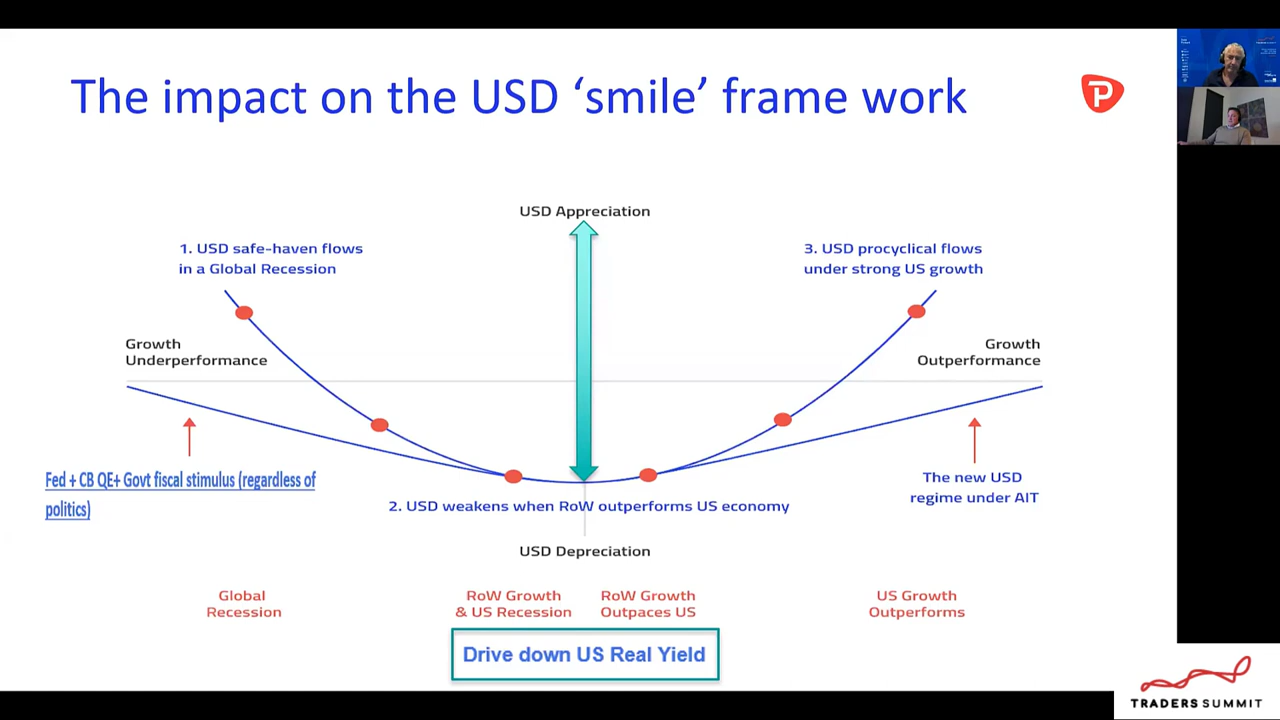 The impact on the USD ‘smile’ frame work
P
USD Appreciation
1. USD safe-haven flows
in a Global Recession
3. USD procyclical flows
under strong US growth
Growth
Underperformance
Growth
Outperformance
Fed + CB QE+ Govt fiscal stimulus (regardless of
politics)
The new USD
regime under AIT
2. USD weakens when RoW outperforms US economy
USD Depreciation
Global
Recession
RoW Growth
& US Recession
RoW Growth
Outpaces US
US Growth
Outperforms
Drive down US Real Yield
TRADERS SUMMIT